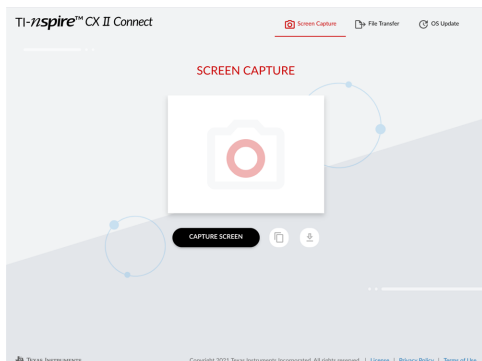 TI-nspire™ CX II Connect
Screen Capture
File Transfer
OS Update
SCREEN CAPTURE
CAPTURE SCREEN
TEXAS INSTRUMENTS
Copyright 2021 Texas Instruments Incorporated. All rights reserved. | License | Privacy Policy | Terms of Use